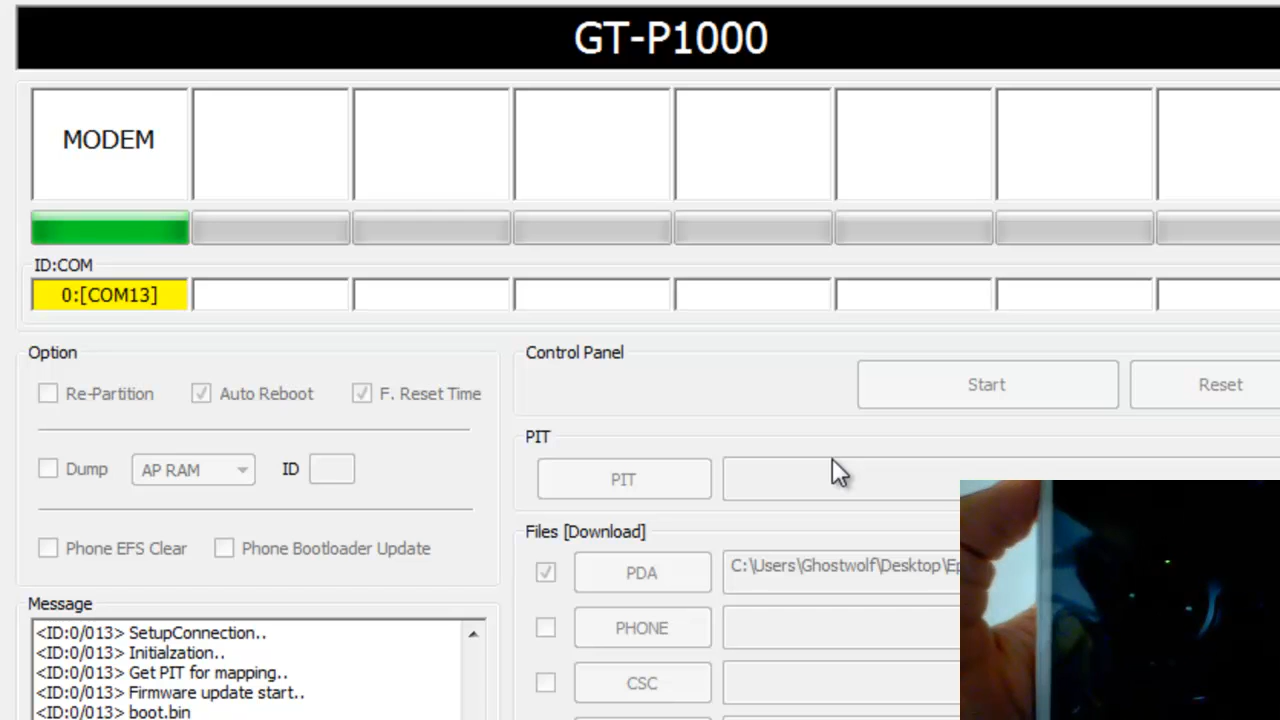 GT-P1000
MODEM
ID:COM
0:[COM13]
Option
Re-Partition Auto Reboot F. Reset Time
Dump AP RAM ID
Phone EFS Clear Phone Bootloader Update
Message
<ID:0/013> SetupConnection..
<ID:0/013> Initialzation..
<ID:0/013> Get PIT for mapping..
<ID:0/013> Firmware update start..
<ID:0/013> boot.bin
Control Panel
Start Reset
PIT
PIT
Files [Download]
PDA C:\Users\Ghostwolf\Desktop\Ep
PHONE
CSC